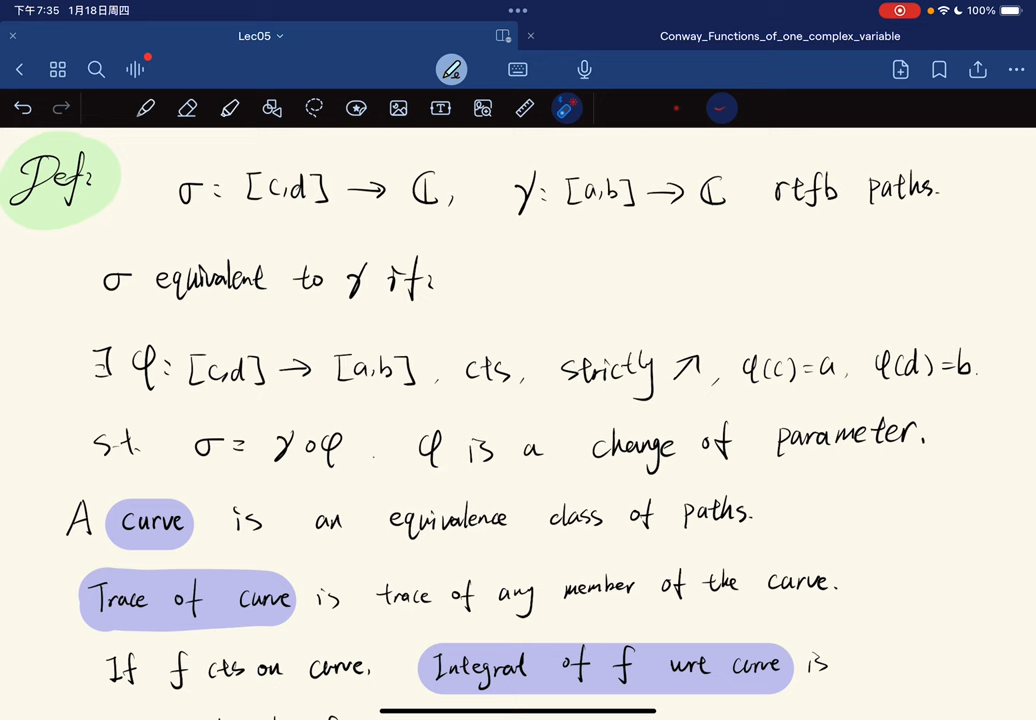 下午7:35 1月18日周四
100%
Lec05
Conway_Functions_of_one_complex_variable
Def:
σ: [c,d] → ℂ, γ: [a,b] → ℂ rtfb paths.
σ equivalent to γ if:
∃ φ: [c,d] → [a,b], cts, strictly ↗, φ(c)=a, φ(d)=b.
s.t. σ = γ∘φ. φ is a change of parameter.
A curve is an equivalence class of paths.
Trace of curve is trace of any member of the curve.
If f cts on curve, Integral of f wrt curve is